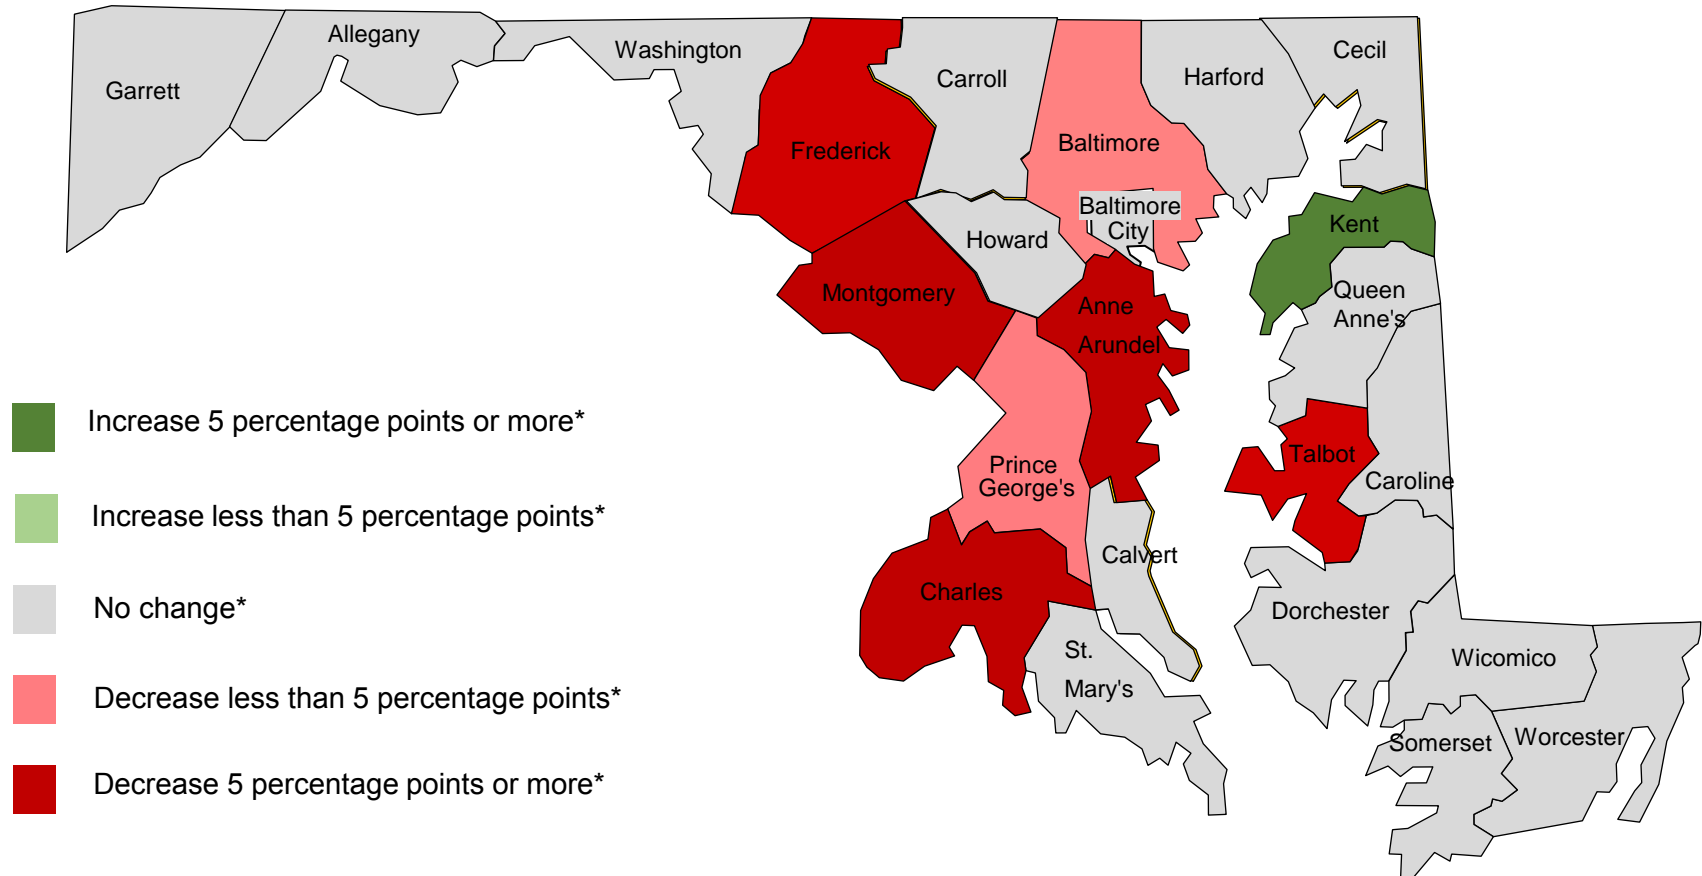 Garrett
Allegany
Washington
Frederick
Carroll
Baltimore
Harford
Cecil
Baltimore
City
Howard
Kent
Montgomery
Anne
Arundel
Queen
Anne's
Prince
George's
Talbot
Caroline
Calvert
Charles
Dorchester
St.
Mary's
Wicomico
Somerset
Worcester
Increase 5 percentage points or more*
Increase less than 5 percentage points*
No change*
Decrease less than 5 percentage points*
Decrease 5 percentage points or more*